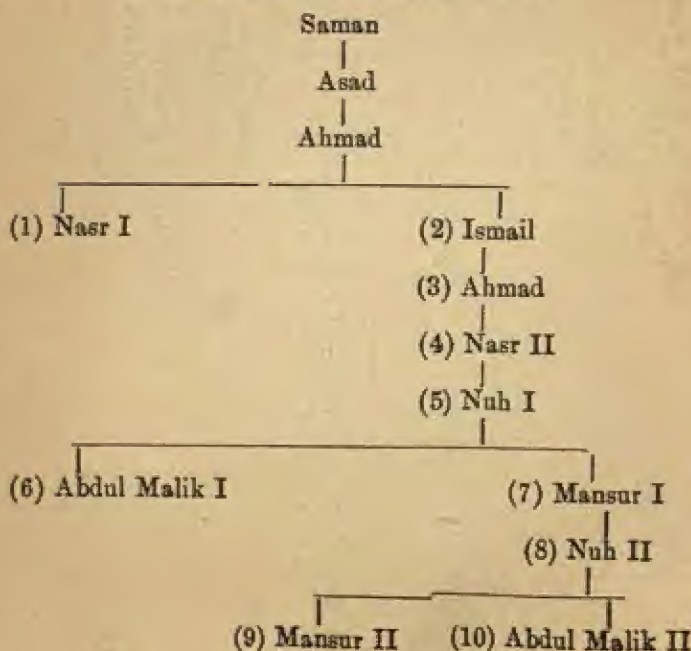 Saman
Asad
Ahmad
(1) Nasr I (2) Ismail
(3) Ahmad
(4) Nasr II
(5) Nuh I
(6) Abdul Malik I (7) Mansur I
(8) Nuh II
(9) Mansur II (10) Abdul Malik II